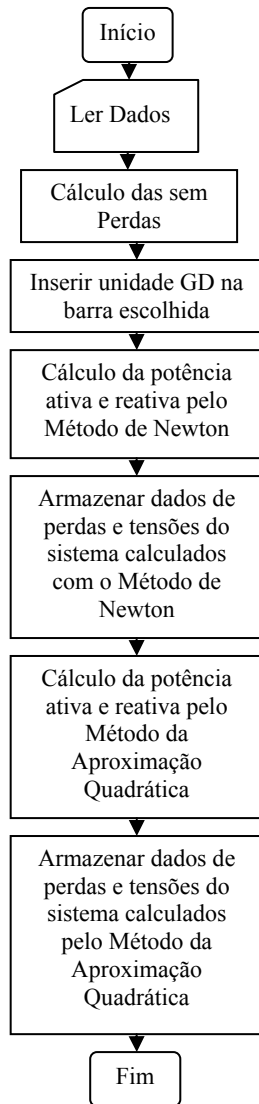 Início
Ler Dados
Cálculo das sem
Perdas
Inserir unidade GD na
barra escolhida
Cálculo da potência
ativa e reativa pelo
Método de Newton
Armazenar dados de
perdas e tensões do
sistema calculados
com o Método de
Newton
Cálculo da potência
ativa e reativa pelo
Método da
Aproximação
Quadrática
Armazenar dados de
perdas e tensões do
sistema calculados
pelo Método da
Aproximação
Quadrática
Fim